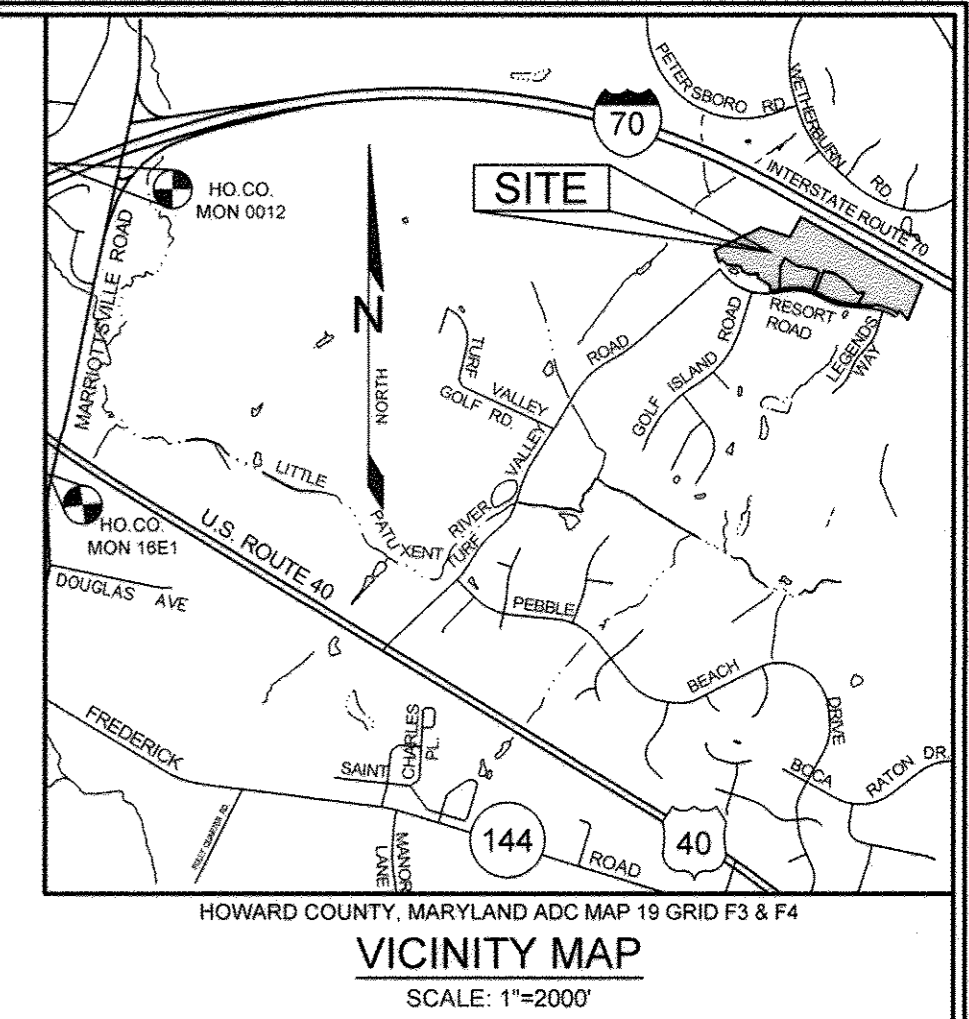 PETERSBORO RD.
WETHERBURN RD
70
INTERSTATE ROUTE 70
SITE
HO.CO.
MON 0012
MARRIOTTSVILLE ROAD
N
NORTH
RESORT
ROAD
LEGENDS
WAY
GOLF ISLAND ROAD
TURF VALLEY
GOLF RD.
TURF VALLEY ROAD
LITTLE PATUXENT RIVER
HO.CO.
MON 16E1
U.S. ROUTE 40
DOUGLAS AVE
PEBBLE BEACH DRIVE
FREDERICK ROAD
SAINT CHARLES PL.
MANOR
LANE
144
40
BOCA RATON DR.
HOWARD COUNTY, MARYLAND ADC MAP 19 GRID F3 & F4
VICINITY MAP
SCALE: 1"=2000'